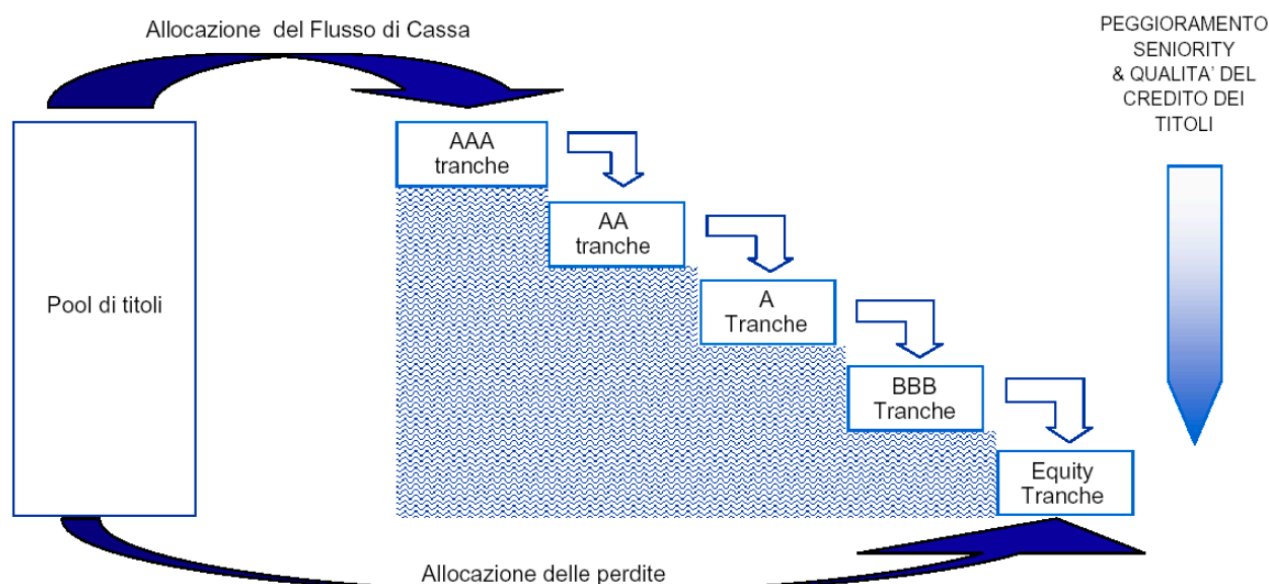 Allocazione del Flusso di Cassa
PEGGIORAMENTO
SENIORITY
& QUALITA' DEL
CREDITO DEI
TITOLI
AAA
tranche
AA
tranche
Pool di titoli
A
Tranche
BBB
Tranche
Equity
Tranche
Allocazione delle perdite